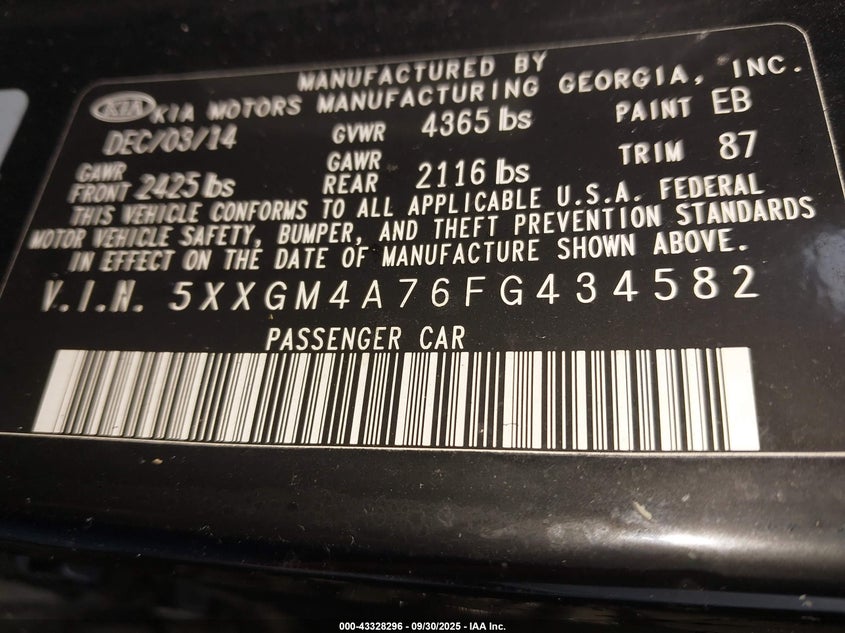 MANUFACTURED BY
KIA KIA MOTORS MANUFACTURING GEORGIA, INC.
DEC/03/14 GVWR 4365 lbs PAINT EB
GAWR FRONT 2425 lbs GAWR REAR 2116 lbs TRIM 87
THIS VEHICLE CONFORMS TO ALL APPLICABLE U.S.A. FEDERAL
MOTOR VEHICLE SAFETY, BUMPER, AND THEFT PREVENTION STANDARDS
IN EFFECT ON THE DATE OF MANUFACTURE SHOWN ABOVE.
V.I.N. 5XXGM4A76FG434582
PASSENGER CAR
000-43328296 - 09/30/2025 - IAA Inc.